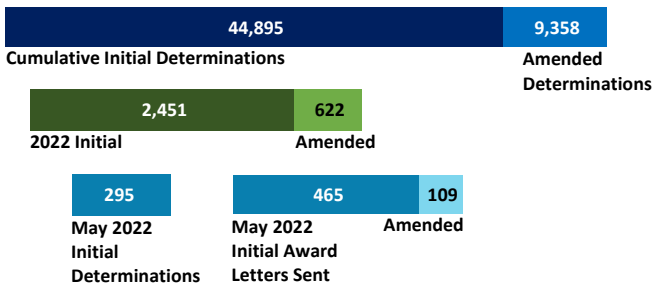 44,895 9,358
Cumulative Initial Determinations Amended
Determinations
2,451 622
2022 Initial Amended
295 465 109
May 2022 May 2022 Amended
Initial Initial Award
Determinations Letters Sent